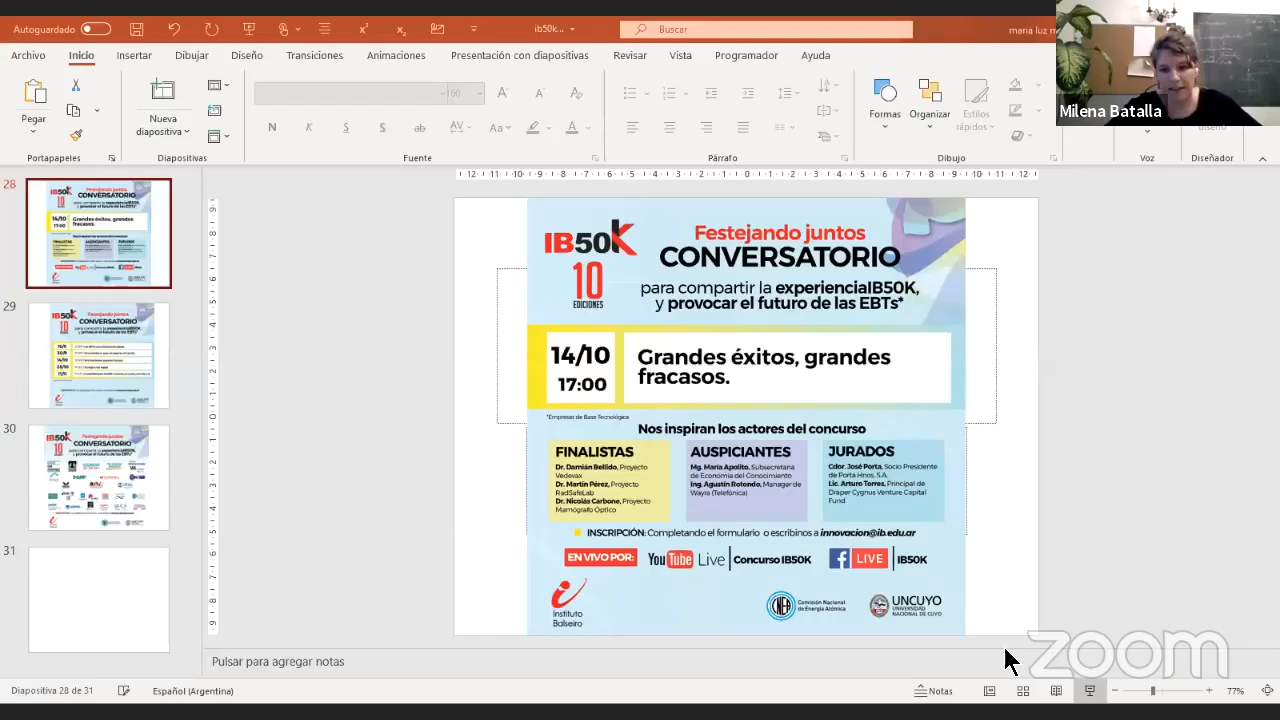 Autoguardado
ib50k...
Buscar
maria luz m
Archivo Inicio Insertar Dibujar Diseño Transiciones Animaciones Presentación con diapositivas Revisar Vista Programador Ayuda
Milena Batalla
Pegar
Nueva
diapositiva
160
N K S S ab AV Aa A
Formas
Organizar
Estilos
rápidos
diseño
Portapapeles
Diapositivas
Fuente
Párrafo
Dibujo
Voz
Diseñador
28
29
30
31
IB50K
10
EDICIONES
Festejando juntos
CONVERSATORIO
para compartir la experienciaIB50K,
y provocar el futuro de las EBTs*
14/10
17:00
Grandes éxitos, grandes
fracasos.
*Empresas de Base Tecnológica
Nos inspiran los actores del concurso
FINALISTAS
Dr. Damián Bellido, Proyecto
Vedevax
Dr. Martín Pérez, Proyecto
RadSafeLab
Dr. Nicolás Carbone, Proyecto
Mamógrafo Óptico
AUSPICIANTES
Mg. María Apolito, Subsecretaria
de Economía del Conocimiento
Ing. Agustín Rotondo, Manager de
Wayra (Telefónica)
JURADOS
Cdor. José Porta, Socio Presidente
de Porta Hnos. S.A.
Lic. Arturo Torres, Principal de
Draper Cygnus Venture Capital
Fund
INSCRIPCIÓN: Completando el formulario o escribinos a innovacion@ib.edu.ar
EN VIVO POR: YouTube Live Concurso IB50K f LIVE IB50K
Instituto
Balseiro
CNEA
Comisión Nacional
de Energía Atómica
UNCUYO
UNIVERSIDAD
NACIONAL DE CUYO
zoom
Pulsar para agregar notas
Diapositiva 28 de 31
Español (Argentina)
Notas
77%